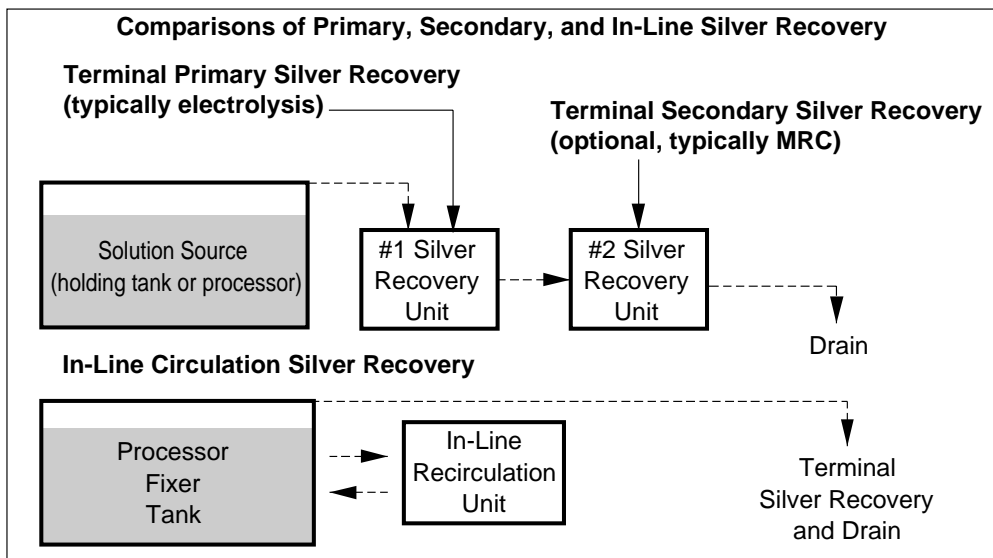 Comparisons of Primary, Secondary, and In-Line Silver Recovery
Terminal Primary Silver Recovery
(typically electrolysis)
Terminal Secondary Silver Recovery
(optional, typically MRC)
Solution Source
(holding tank or processor)
#1 Silver
Recovery
Unit
#2 Silver
Recovery
Unit
Drain
In-Line Circulation Silver Recovery
Processor
Fixer
Tank
In-Line
Recirculation
Unit
Terminal
Silver Recovery
and Drain